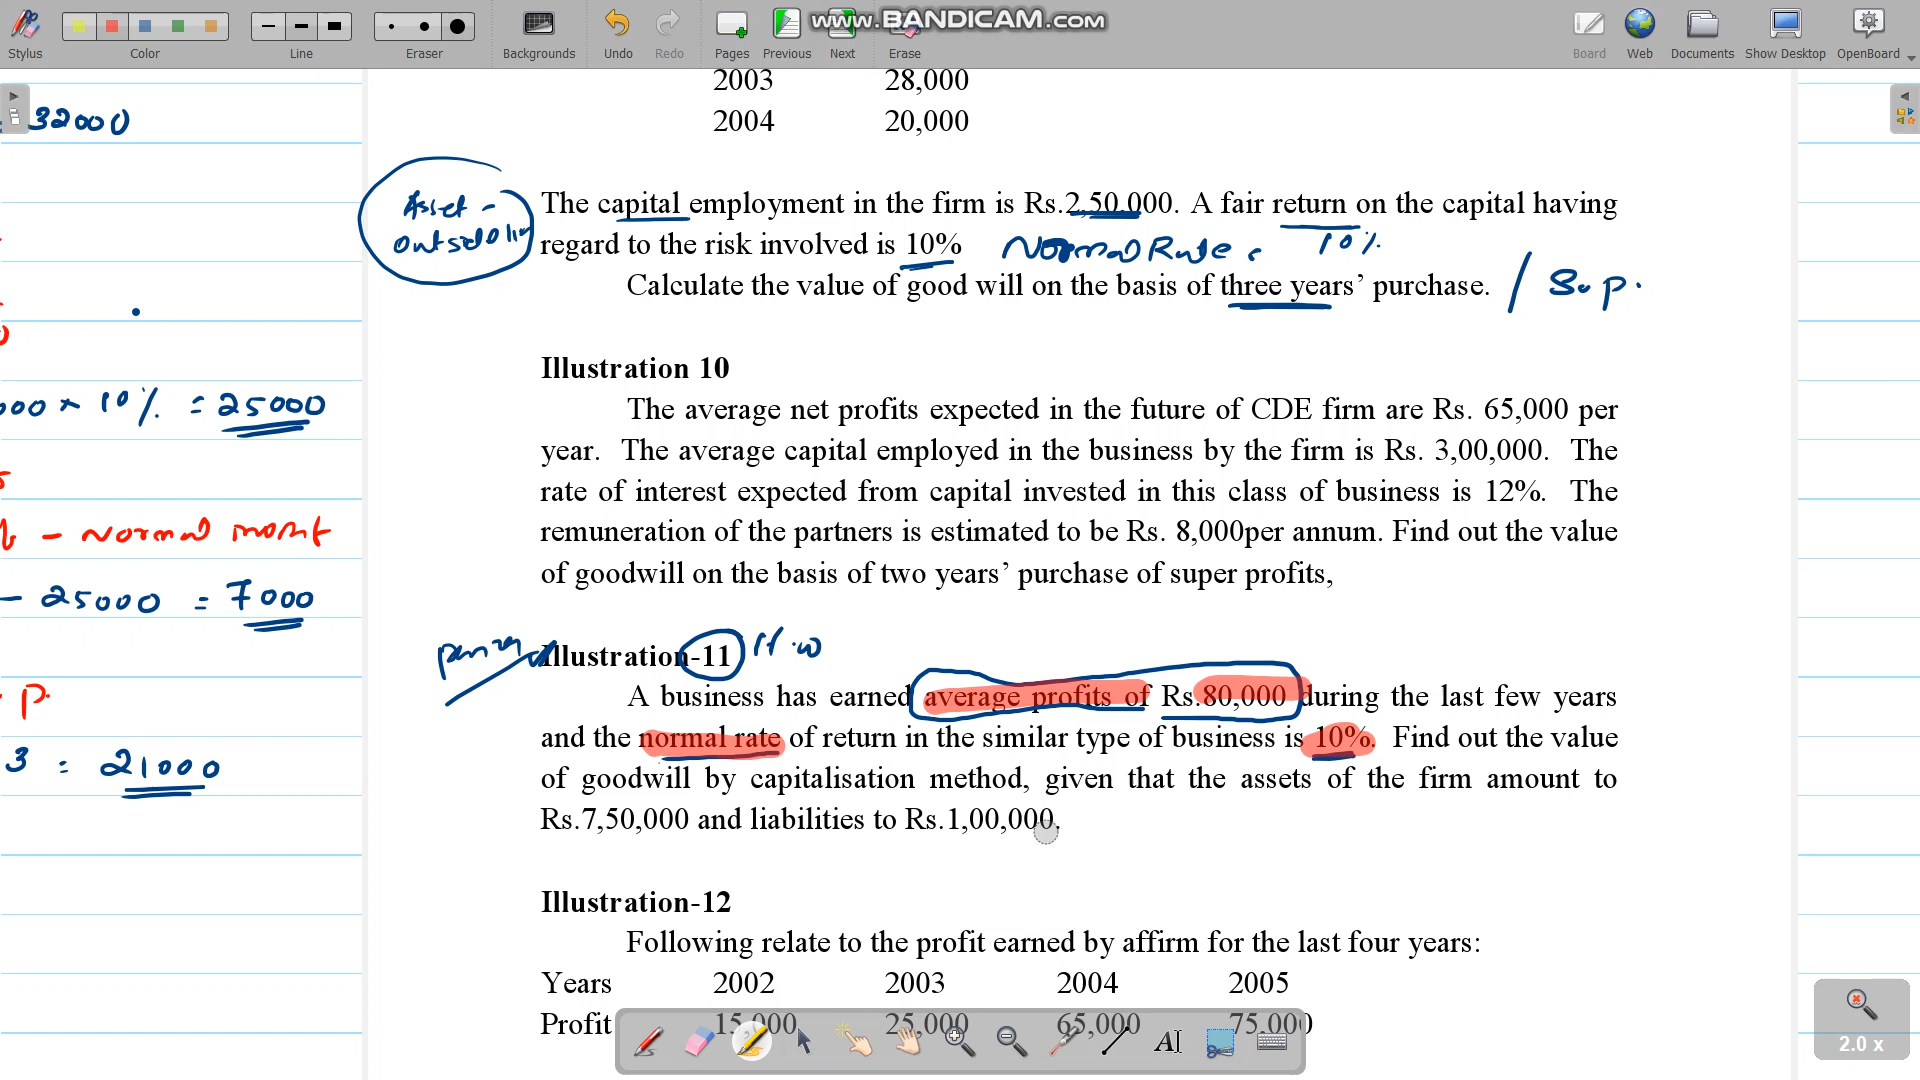 www.BANDICAM.com
Stylus Color Line Eraser Backgrounds Undo Redo Pages Previous Next Erase Board Web Documents Show Desktop OpenBoard
32000
000 × 10% = 25000
- Normal
- 25000 = 7000
P
3 = 21000
2003 28,000
2004 20,000
Asset -
The capital employment in the firm is Rs.2,50,000. A fair return on the capital having
regard to the risk involved is 10% Normal Rate = 10%
Calculate the value of good will on the basis of three years’ purchase. / Sup.
Illustration 10
The average net profits expected in the future of CDE firm are Rs. 65,000 per
year. The average capital employed in the business by the firm is Rs. 3,00,000. The
rate of interest expected from capital invested in this class of business is 12%. The
remuneration of the partners is estimated to be Rs. 8,000per annum. Find out the value
of goodwill on the basis of two years’ purchase of super profits,
Illustration-11 H.W
A business has earned average profits of Rs.80,000 during the last few years
and the normal rate of return in the similar type of business is 10%. Find out the value
of goodwill by capitalisation method, given that the assets of the firm amount to
Rs.7,50,000 and liabilities to Rs.1,00,000.
Illustration-12
Following relate to the profit earned by affirm for the last four years:
Years 2002 2003 2004 2005
Profit 15,000 25,000 65,000 75,000
2.0 x